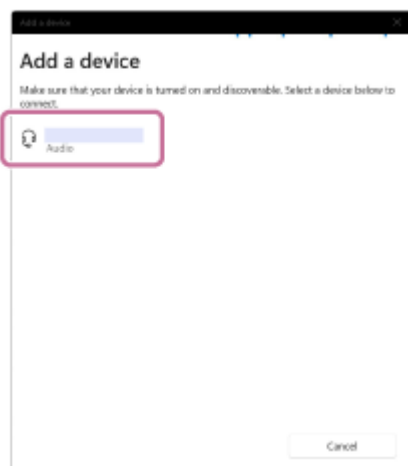 Add a device
Add a device
Make sure that your device is turned on and discoverable. Select a device below to
connect.
Audio
Cancel